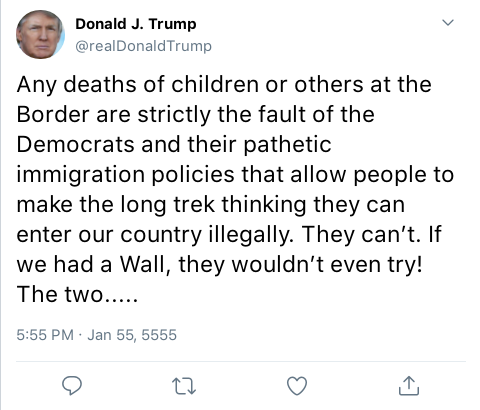 Donald J. Trump
@realDonaldTrump
Any deaths of children or others at the
Border are strictly the fault of the
Democrats and their pathetic
immigration policies that allow people to
make the long trek thinking they can
enter our country illegally. They can’t. If
we had a Wall, they wouldn’t even try!
The two.....
5:55 PM · Jan 55, 5555